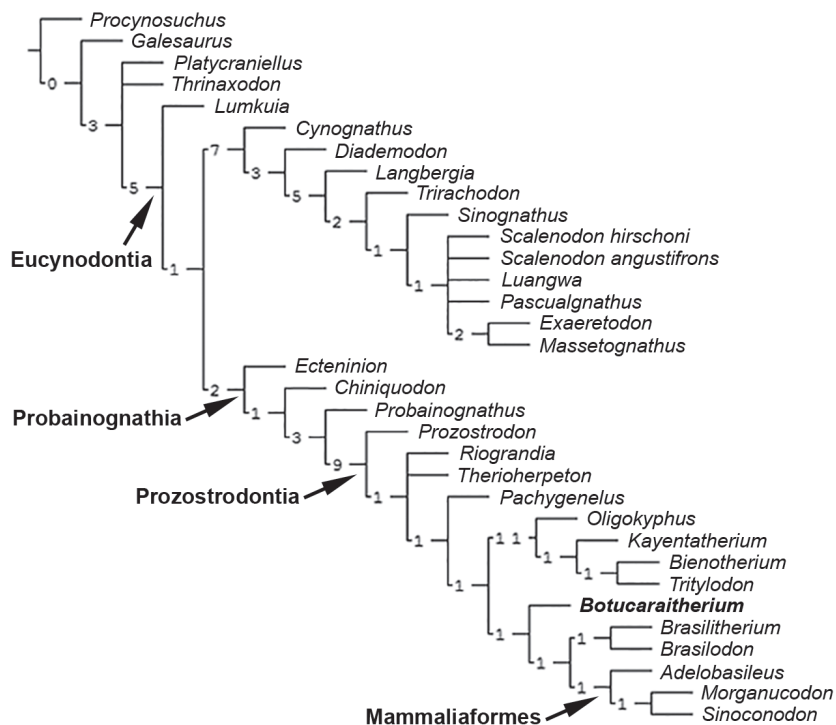 Procynosuchus
Galesaurus
Platycraniellus
0
Thrinaxodon
Lumkuia
3
Cynognathus
7
Diademodon
3
Langbergia
5
Trirachodon
5
2
Sinognathus
Scalenodon hirschoni
1
Eucynodontia
Scalenodon angustifrons
1
Luangwa
1
Pascualgnathus
Exaeretodon
2
Massetognathus
Ecteninion
2
Chiniquodon
Probainognathia
1
Probainognathus
3
Prozostrodon
Riograndia
9
Therioherpeton
Prozostrodontia
1
Pachygenelus
Oligokyphus
1
1 1
Kayentatherium
1
Bienotherium
1
1
Tritylodon
Botucaraitherium
1
Brasilitherium
1
Brasilodon
1
Adelobasileus
1
Morganucodon
1
Mammaliaformes
Sinoconodon